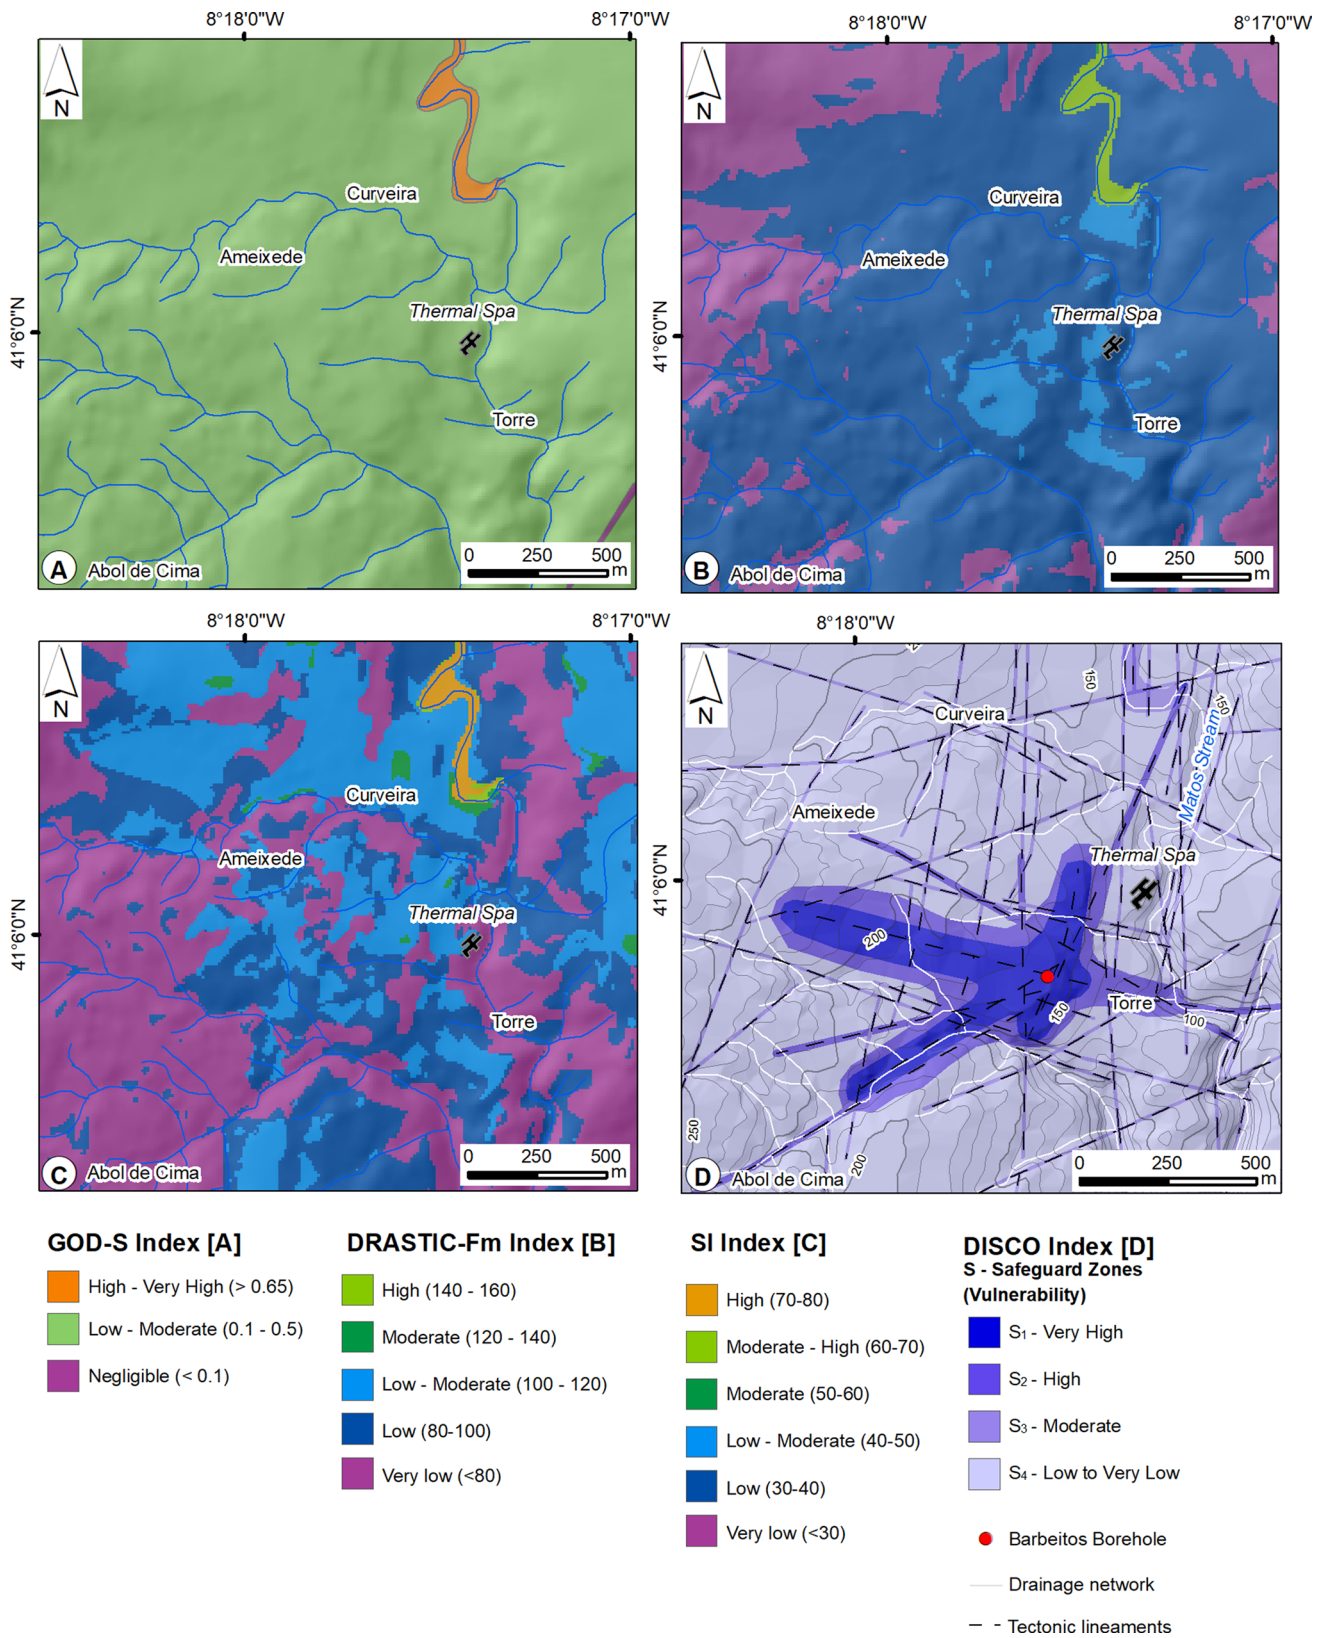 8°18'0"W
8°17'0"W
8°18'0"W
8°17'0"W
N
Curveira
Ameixede
Thermal Spa
41°6'0"N
Torre
0 250 500
m
A
Abol de Cima
N
Curveira
Ameixede
Thermal Spa
41°6'0"N
Torre
0 250 500
m
B
Abol de Cima
8°18'0"W
8°17'0"W
8°18'0"W
N
Curveira
Ameixede
Thermal Spa
41°6'0"N
Torre
0 250 500
m
C
Abol de Cima
N
150
150
Curveira
Matos Stream
Ameixede
Thermal Spa
41°6'0"N
200
Torre
150
100
250
200
0 250 500
m
D
Abol de Cima
GOD-S Index [A]
High - Very High (> 0.65)
Low - Moderate (0.1 - 0.5)
Negligible (< 0.1)
DRASTIC-Fm Index [B]
High (140 - 160)
Moderate (120 - 140)
Low - Moderate (100 - 120)
Low (80-100)
Very low (<80)
SI Index [C]
High (70-80)
Moderate - High (60-70)
Moderate (50-60)
Low - Moderate (40-50)
Low (30-40)
Very low (<30)
DISCO Index [D]
S - Safeguard Zones
(Vulnerability)
S1 - Very High
S2 - High
S3 - Moderate
S4 - Low to Very Low
Barbeitos Borehole
Drainage network
Tectonic lineaments